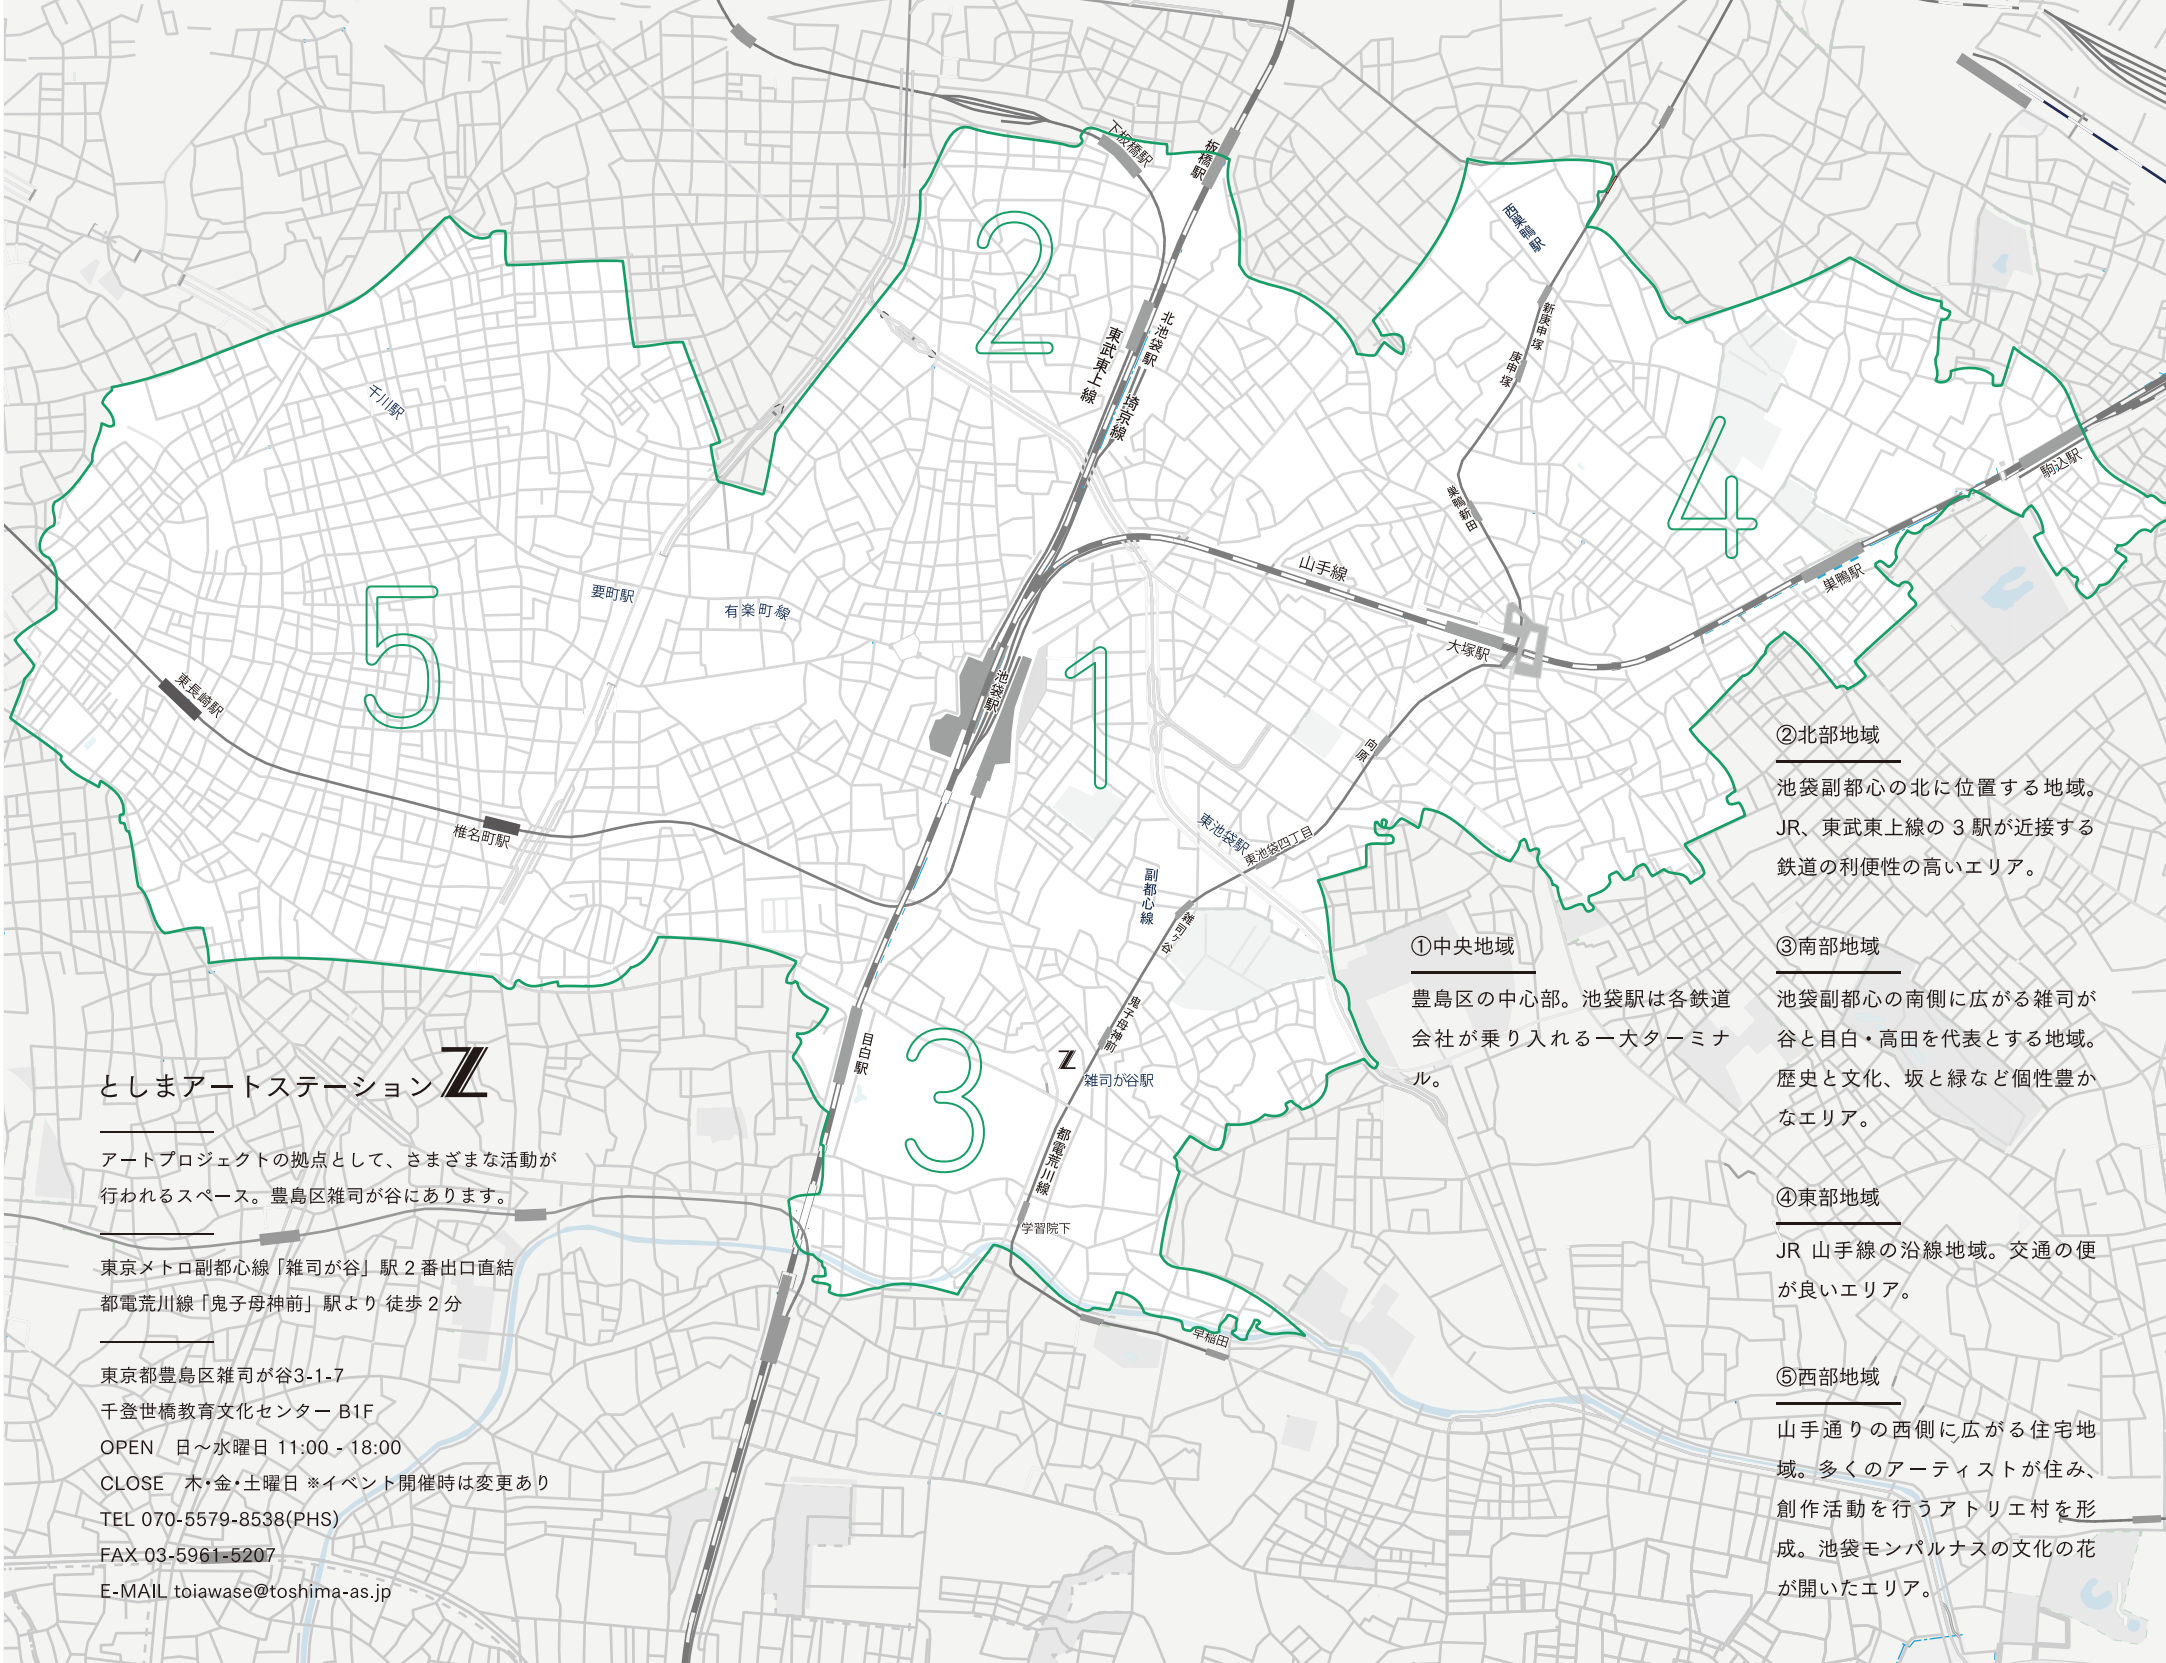 下板橋駅
板橋駅
西巣鴨駅
2
北池袋駅
東武東上線
埼京線
新庚申塚
庚申塚
千川駅
4
駒込駅
巣鴨新田
巣鴨駅
山手線
5
要町駅
有楽町線
大塚駅
1
池袋駅
東長崎駅
向原
椎名町駅
東池袋駅
東池袋四丁目
副都心線
雑司ヶ谷
鬼子母神前
目白駅
3
Z
雑司が谷駅
都電荒川線
学習院下
早稲田
としまアートステーションZ
アートプロジェクトの拠点として、さまざまな活動が
行われるスペース。豊島区雑司が谷にあります。
東京メトロ副都心線「雑司が谷」駅 2 番出口直結
都電荒川線「鬼子母神前」駅より 徒歩 2 分
東京都豊島区雑司が谷3-1-7
千登世橋教育文化センター B1F
OPEN 日〜水曜日 11:00 - 18:00
CLOSE 木・金・土曜日 ※イベント開催時は変更あり
TEL 070-5579-8538(PHS)
FAX 03-5961-5207
E-MAIL toiawase@toshima-as.jp
①中央地域
豊島区の中心部。池袋駅は各鉄道
会社が乗り入れる一大ターミナ
ル。
②北部地域
池袋副都心の北に位置する地域。
JR、東武東上線の 3 駅が近接する
鉄道の利便性の高いエリア。
③南部地域
池袋副都心の南側に広がる雑司が
谷と目白・高田を代表とする地域。
歴史と文化、坂と緑など個性豊か
なエリア。
④東部地域
JR 山手線の沿線地域。交通の便
が良いエリア。
⑤西部地域
山手通りの西側に広がる住宅地
域。多くのアーティストが住み、
創作活動を行うアトリエ村を形
成。池袋モンパルナスの文化の花
が開いたエリア。